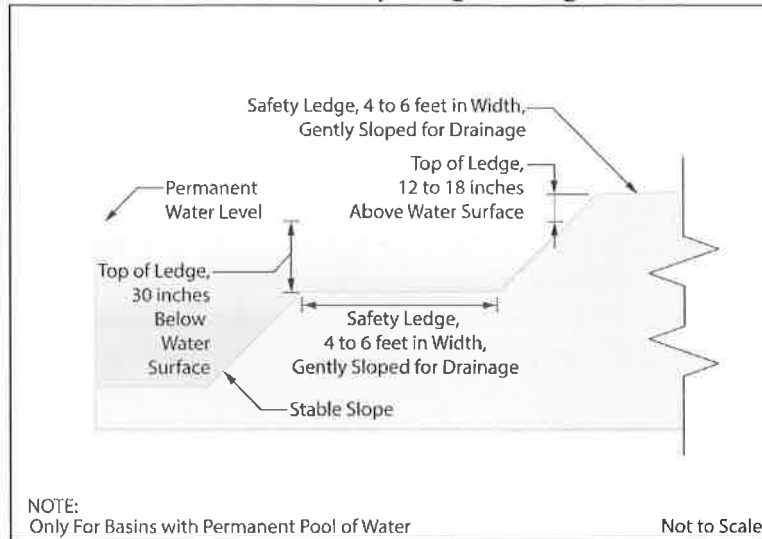 Safety Ledge, 4 to 6 feet in Width,
Gently Sloped for Drainage
Top of Ledge,
12 to 18 inches
Above Water Surface
Permanent
Water Level
Top of Ledge,
30 inches
Below
Water
Surface
Safety Ledge,
4 to 6 feet in Width,
Gently Sloped for Drainage
Stable Slope
NOTE:
Only For Basins with Permanent Pool of Water
Not to Scale